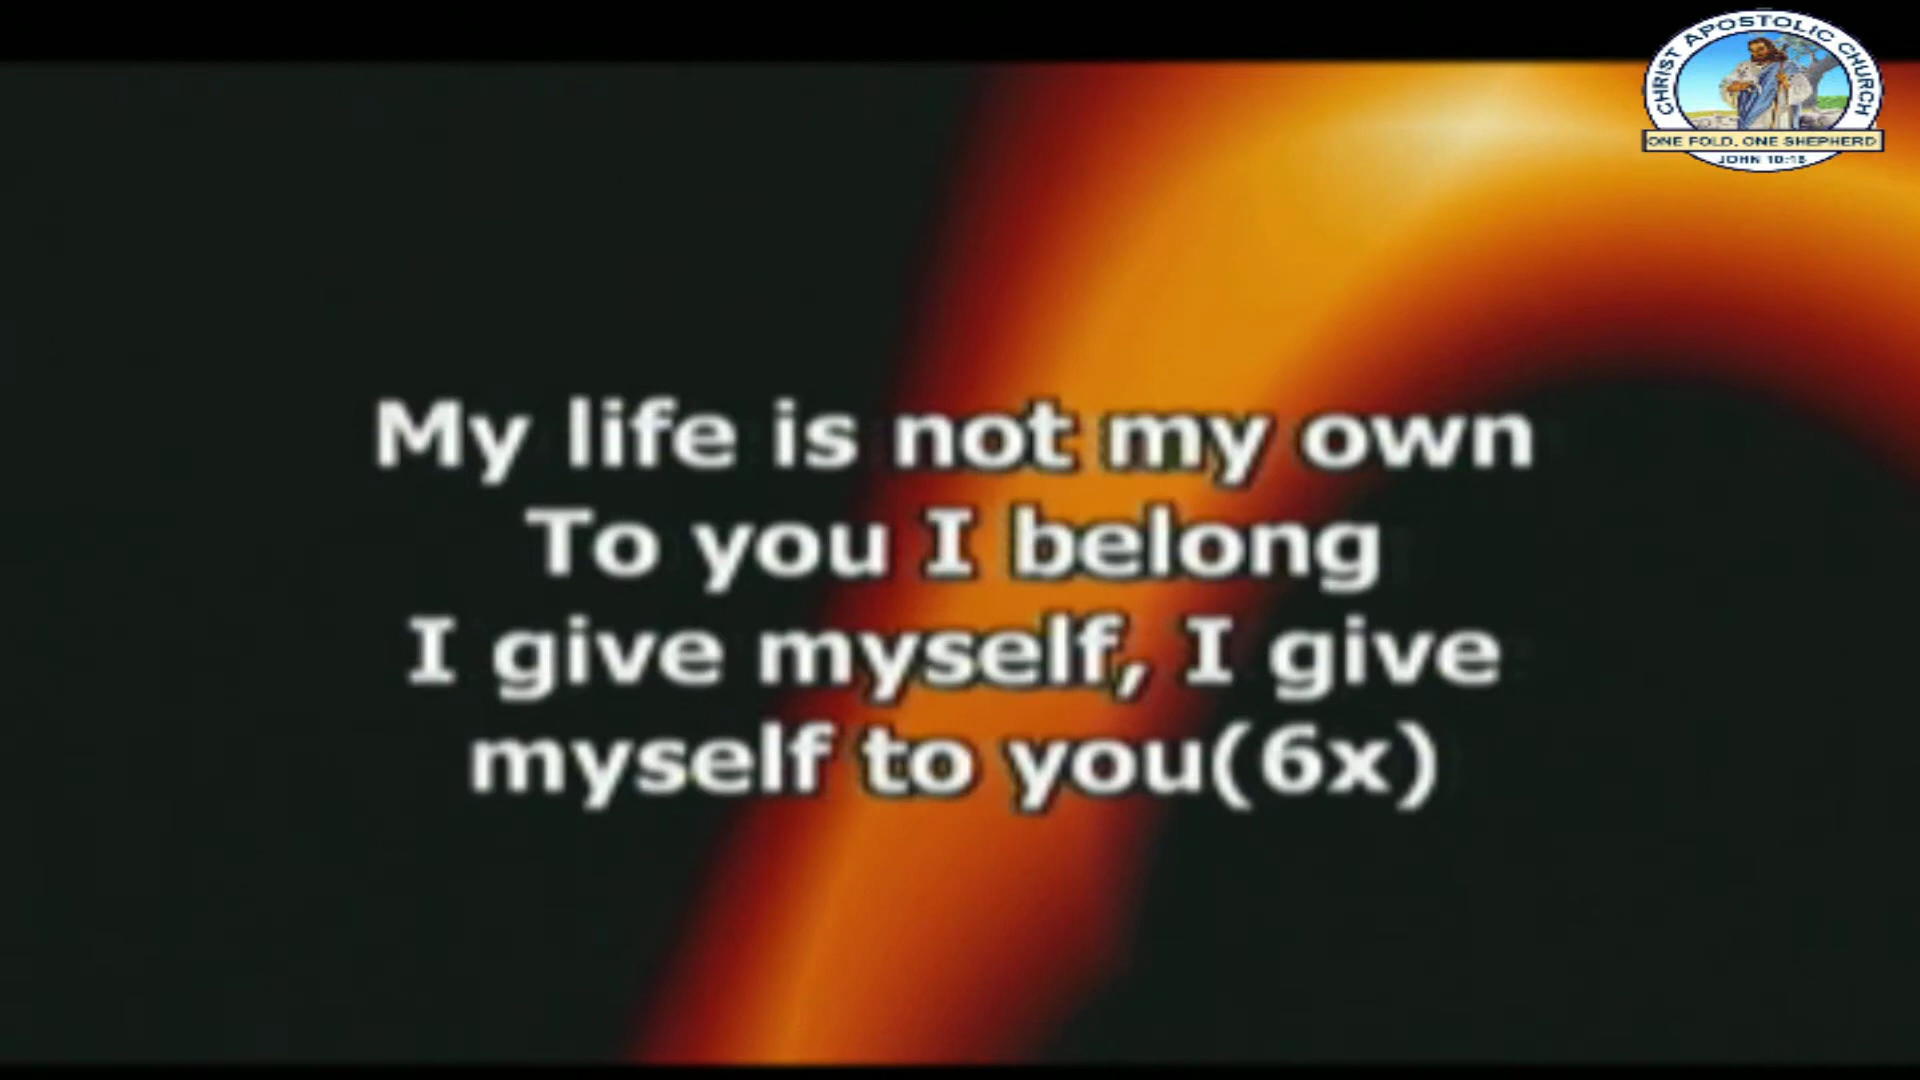 CHRIST APOSTOLIC CHURCH
ONE FOLD, ONE SHEPHERD
JOHN 10:16
My life is not my own
To you I belong
I give myself, I give
myself to you(6x)